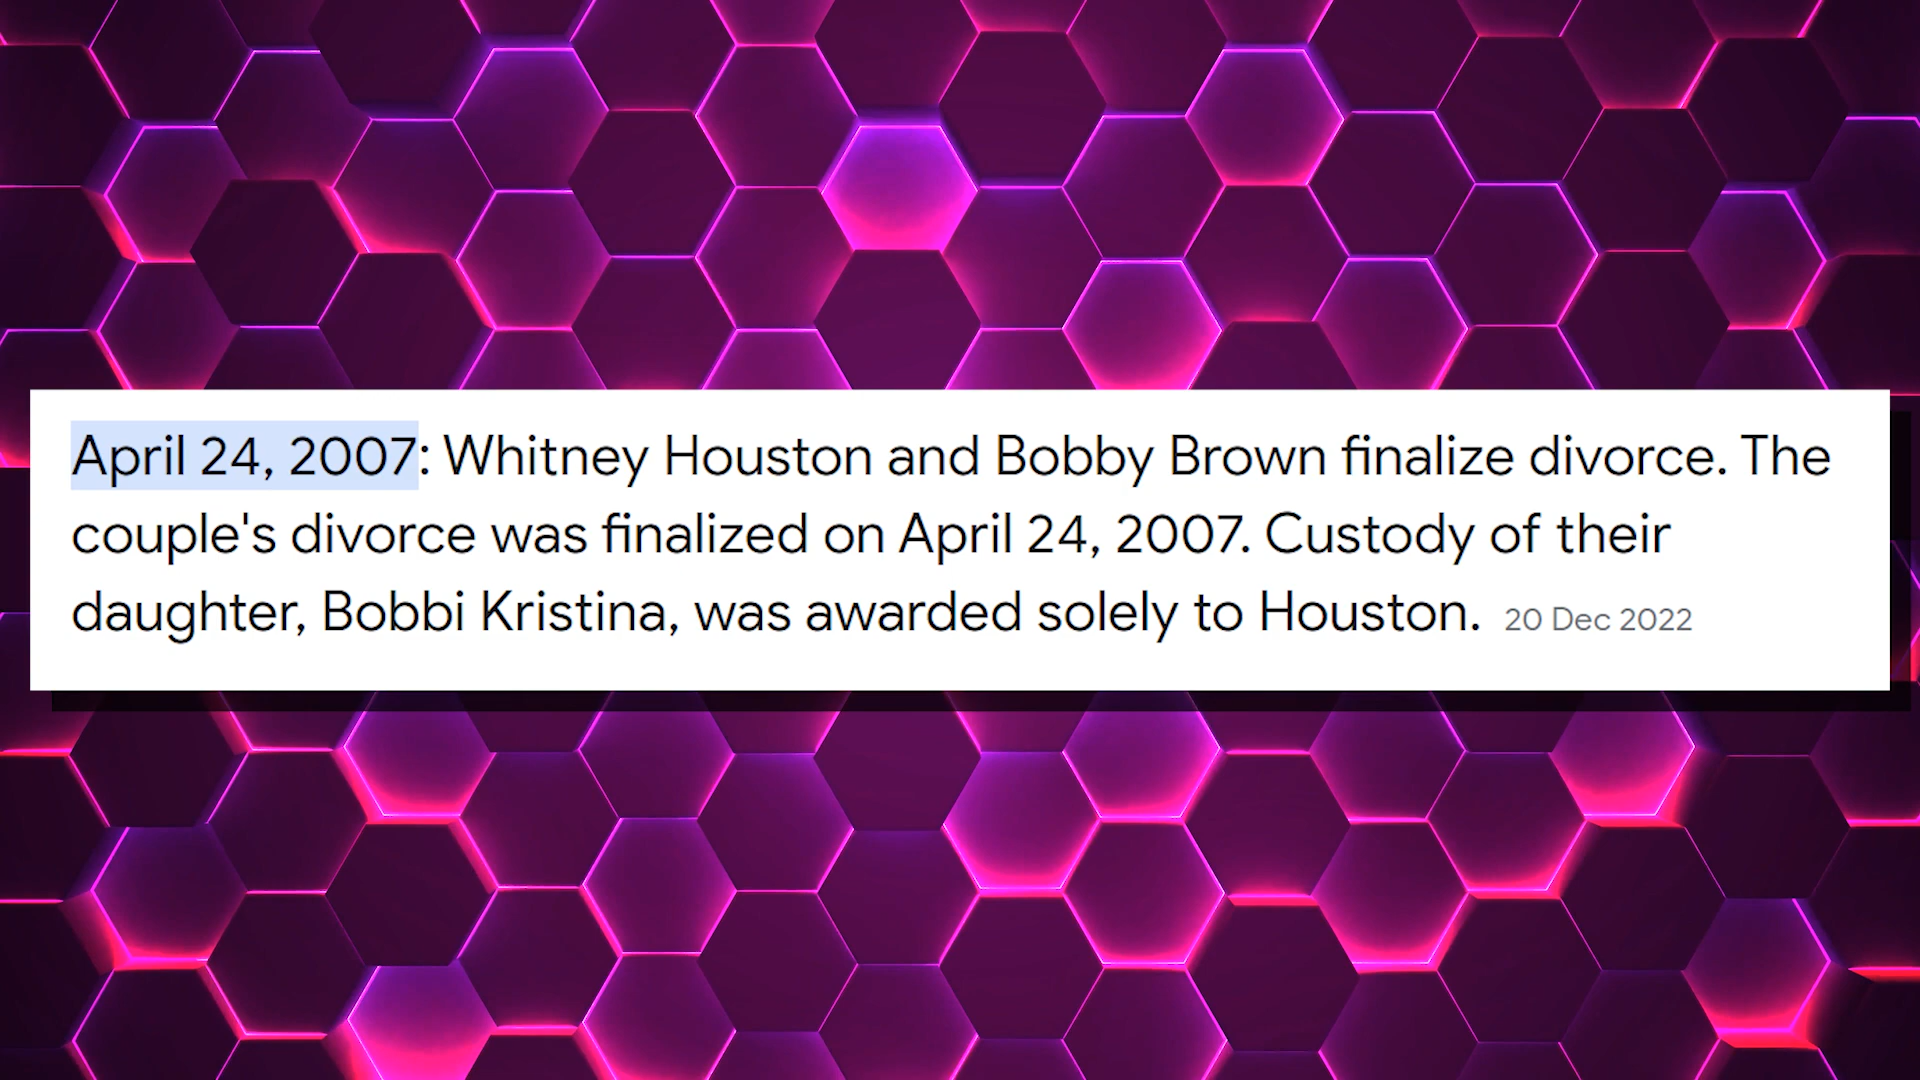 April 24, 2007: Whitney Houston and Bobby Brown finalize divorce. The
couple's divorce was finalized on April 24, 2007. Custody of their
daughter, Bobbi Kristina, was awarded solely to Houston. 20 Dec 2022